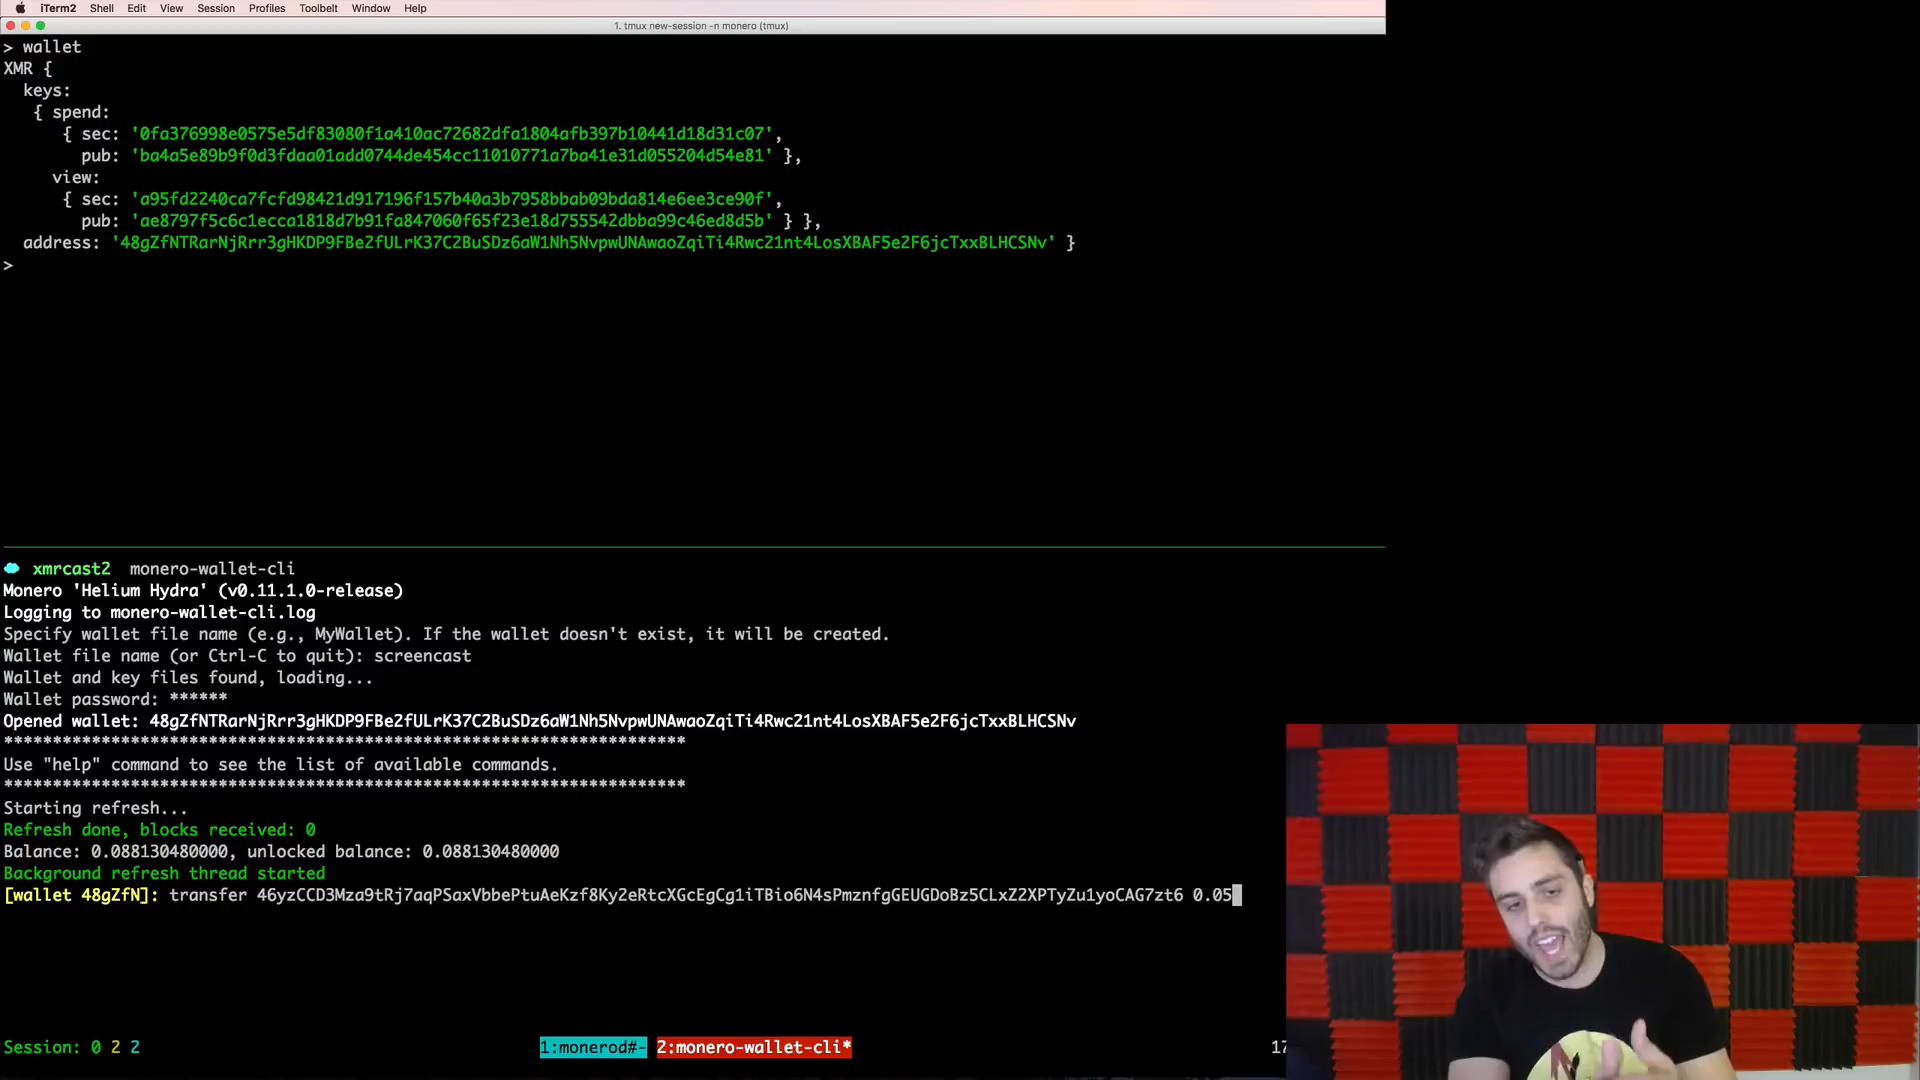 iTerm2 Shell Edit View Session Profiles Toolbelt Window Help
1. tmux new-session -n monero (tmux)
> wallet
XMR {
keys:
{ spend:
{ sec: '0fa376998e0575e5df83080f1a410ac72682dfa1804afb397b10441d18d31c07',
pub: 'ba4a5e89b9f0d3fdaa01add0744de454cc11010771a7ba41e31d055204d54e81' },
view:
{ sec: 'a95fd2240ca7fcfd98421d917196f157b40a3b7958bbab09bda814e6ee3ce90f',
pub: 'ae8797f5c6c1ecca1818d7b91fa847060f65f23e18d755542dbba99c46ed8d5b' } },
address: '48gZfNTRarNjRrr3gHKDP9FBe2fULrK37C2BuSDz6aW1Nh5NvpwUNAwaoZqiTi4Rwc21nt4LosXBAF5e2F6jcTxxBLHCSNv' }
>
xmrcast2 monero-wallet-cli
Monero 'Helium Hydra' (v0.11.1.0-release)
Logging to monero-wallet-cli.log
Specify wallet file name (e.g., MyWallet). If the wallet doesn't exist, it will be created.
Wallet file name (or Ctrl-C to quit): screencast
Wallet and key files found, loading...
Wallet password: ******
Opened wallet: 48gZfNTRarNjRrr3gHKDP9FBe2fULrK37C2BuSDz6aW1Nh5NvpwUNAwaoZqiTi4Rwc21nt4LosXBAF5e2F6jcTxxBLHCSNv
**********************************************************************
Use "help" command to see the list of available commands.
**********************************************************************
Starting refresh...
Refresh done, blocks received: 0
Balance: 0.088130480000, unlocked balance: 0.088130480000
Background refresh thread started
[wallet 48gZfN]: transfer 46yzCCD3Mza9tRj7aqPSaxVbbePtuAeKzf8Ky2eRtcXGcEgCg1iTBio6N4sPmznfgGEUGDoBz5CLxZ2XPTyZu1yoCAG7zt6 0.05
Session: 0 2 2 1:monerod#- 2:monero-wallet-cli* 17